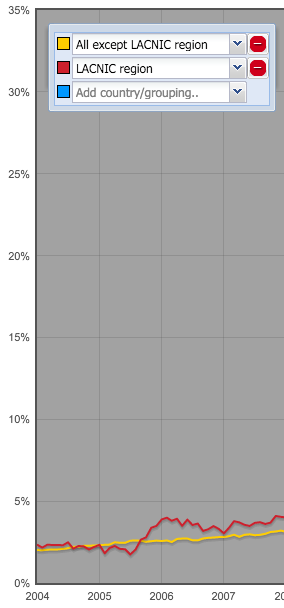 35%
All except LACNIC region
LACNIC region
Add country/grouping..
30%
25%
20%
15%
10%
5%
0%
2004 2005 2006 2007 20